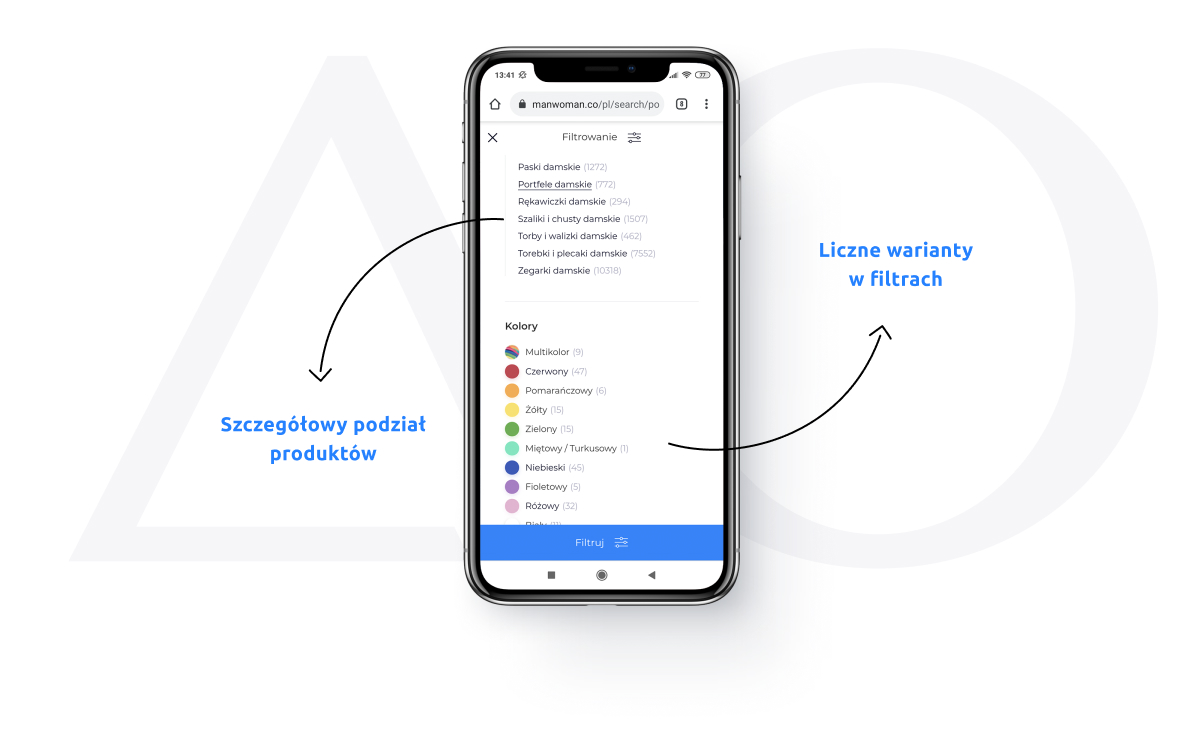 13:41
77
manwoman.co/pl/search/po
8
Filtrowanie
Paski damskie (1272)
Portfele damskie (772)
Rękawiczki damskie (294)
Szaliki i chusty damskie (1507)
Torby i walizki damskie (462)
Torebki i plecaki damskie (7552)
Zegarki damskie (10318)
Kolory
Multikolor (9)
Czerwony (47)
Pomarańczowy (6)
Żółty (15)
Zielony (15)
Miętowy / Turkusowy (1)
Niebieski (45)
Fioletowy (5)
Różowy (32)
Biały (11)
Filtruj
Szczegółowy podział
produktów
Liczne warianty
w filtrach